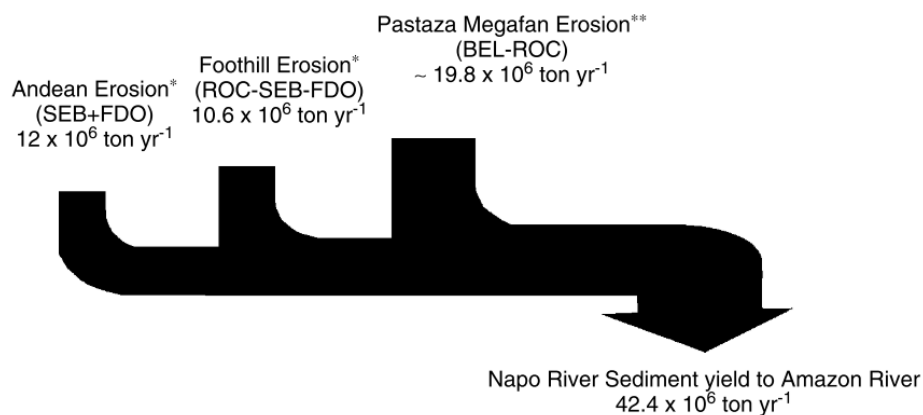 Andean Erosion*
(SEB+FDO)
12 x 10⁶ ton yr⁻¹
Foothill Erosion*
(ROC-SEB-FDO)
10.6 x 10⁶ ton yr⁻¹
Pastaza Megafan Erosion**
(BEL-ROC)
~ 19.8 x 10⁶ ton yr⁻¹
Napo River Sediment yield to Amazon River
42.4 x 10⁶ ton yr⁻¹